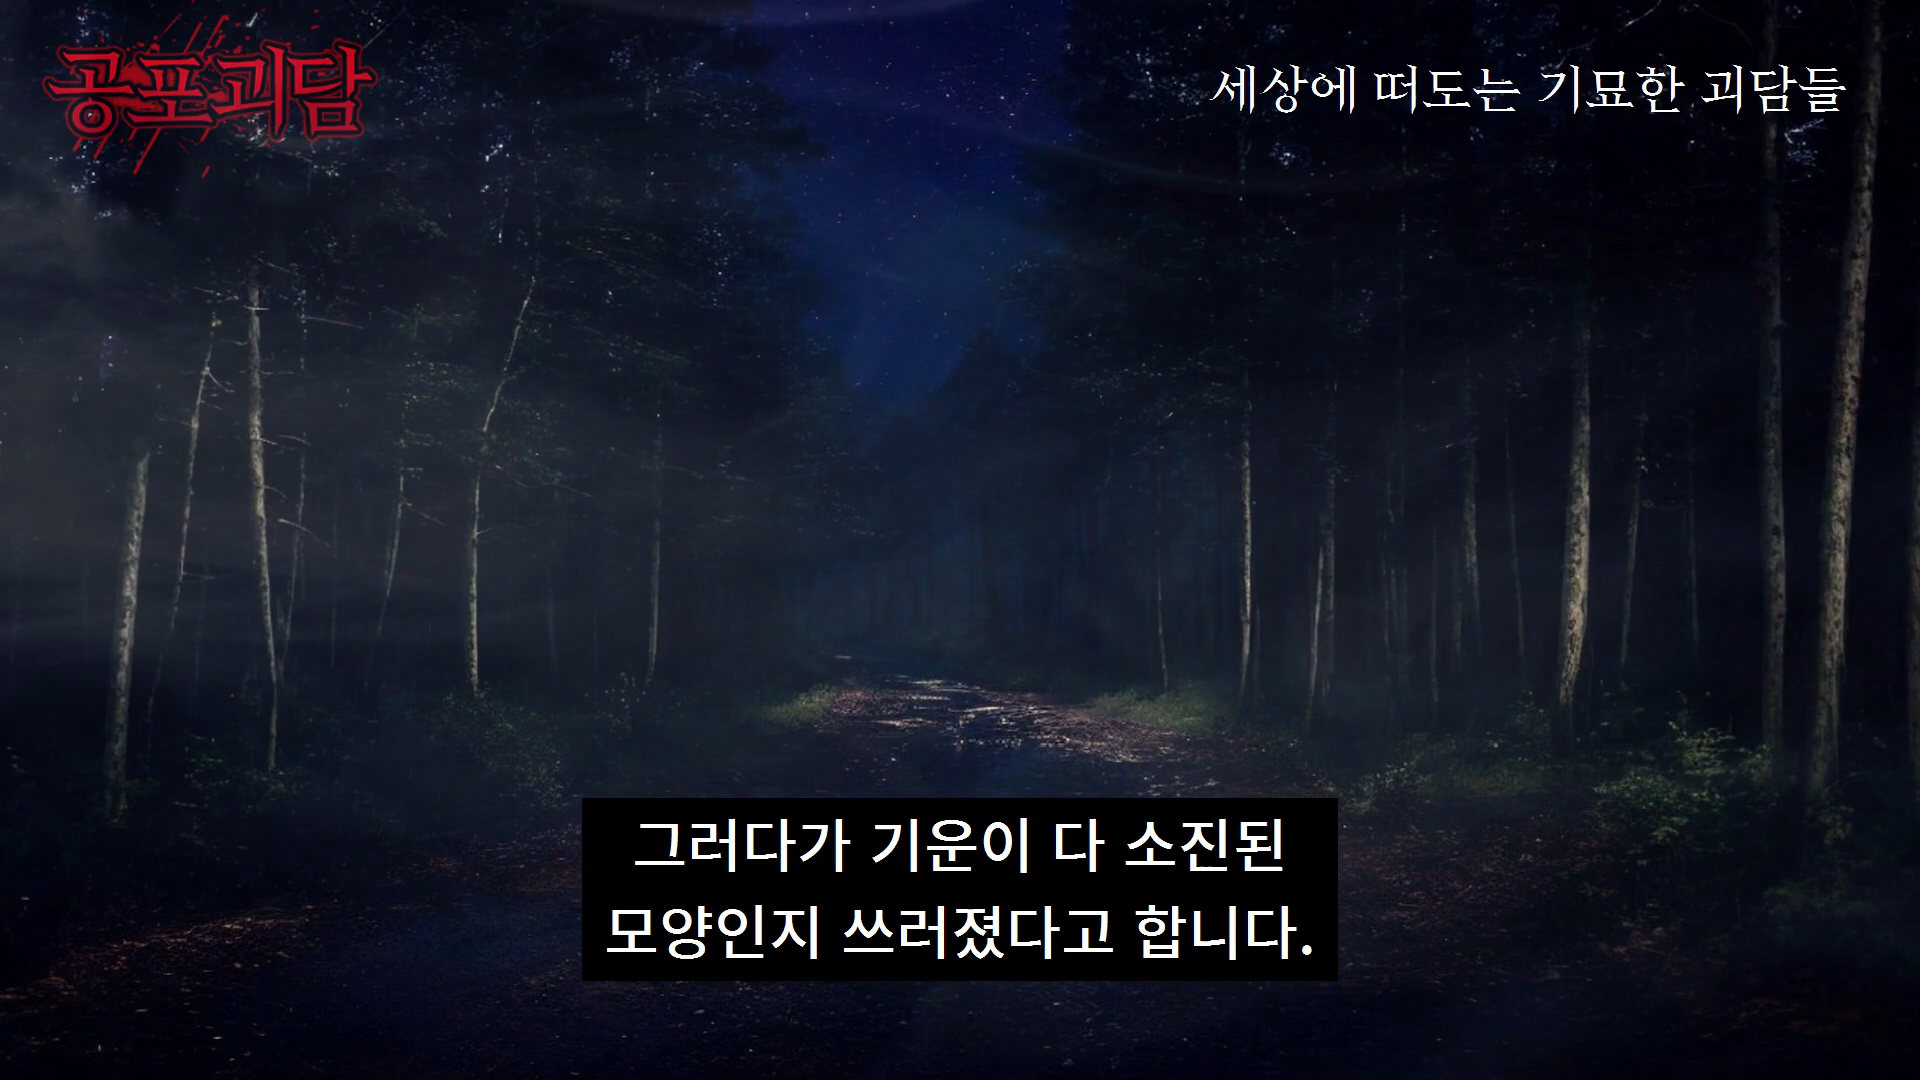 공포괴담
세상에 떠도는 기묘한 괴담들
그러다가 기운이 다 소진된
모양인지 쓰러졌다고 합니다.